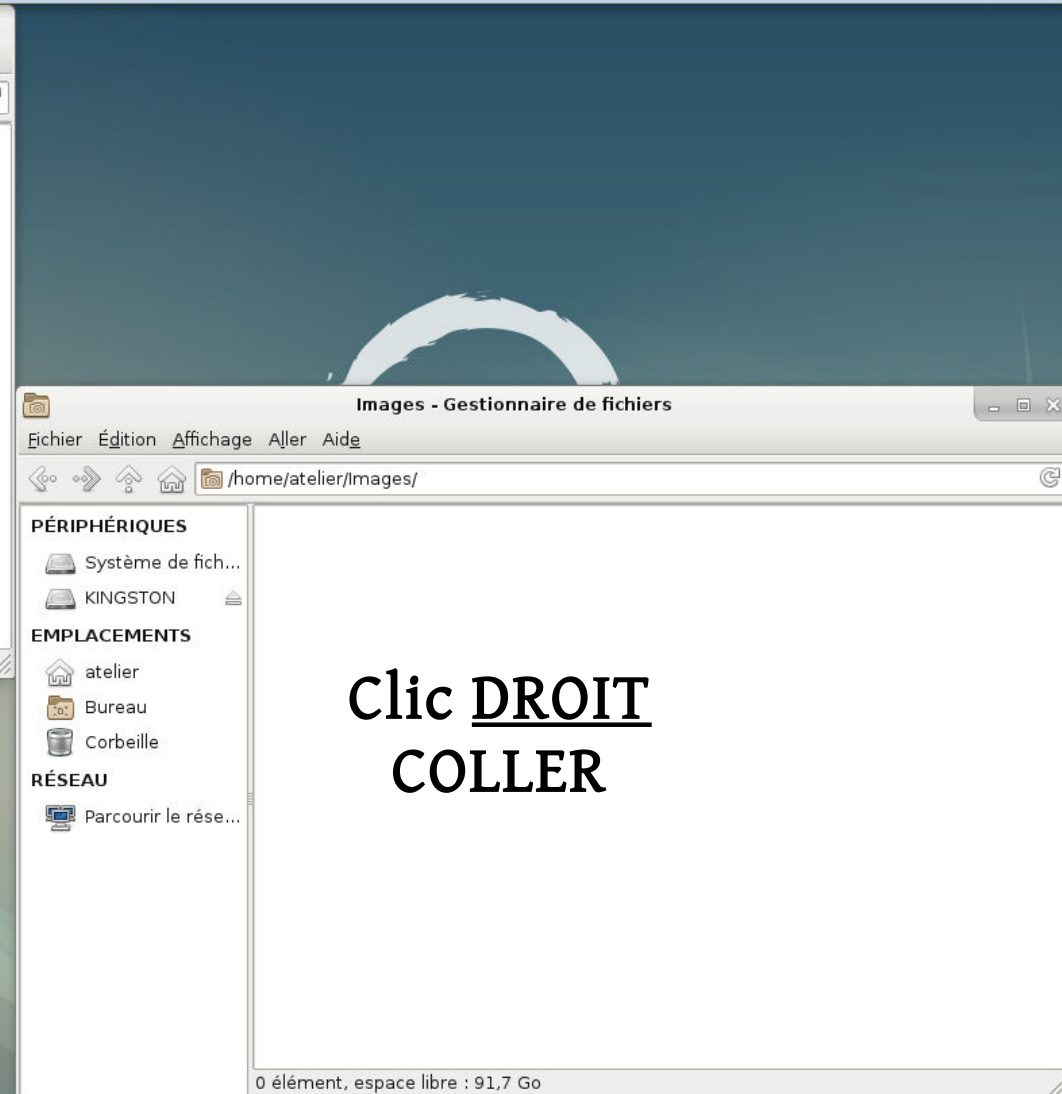 Images - Gestionnaire de fichiers
Fichier Édition Affichage Aller Aide
/home/atelier/Images/
PÉRIPHÉRIQUES
Système de fich...
KINGSTON
EMPLACEMENTS
atelier
Bureau
Corbeille
RÉSEAU
Parcourir le rése...
Clic DROIT
COLLER
0 élément, espace libre : 91,7 Go